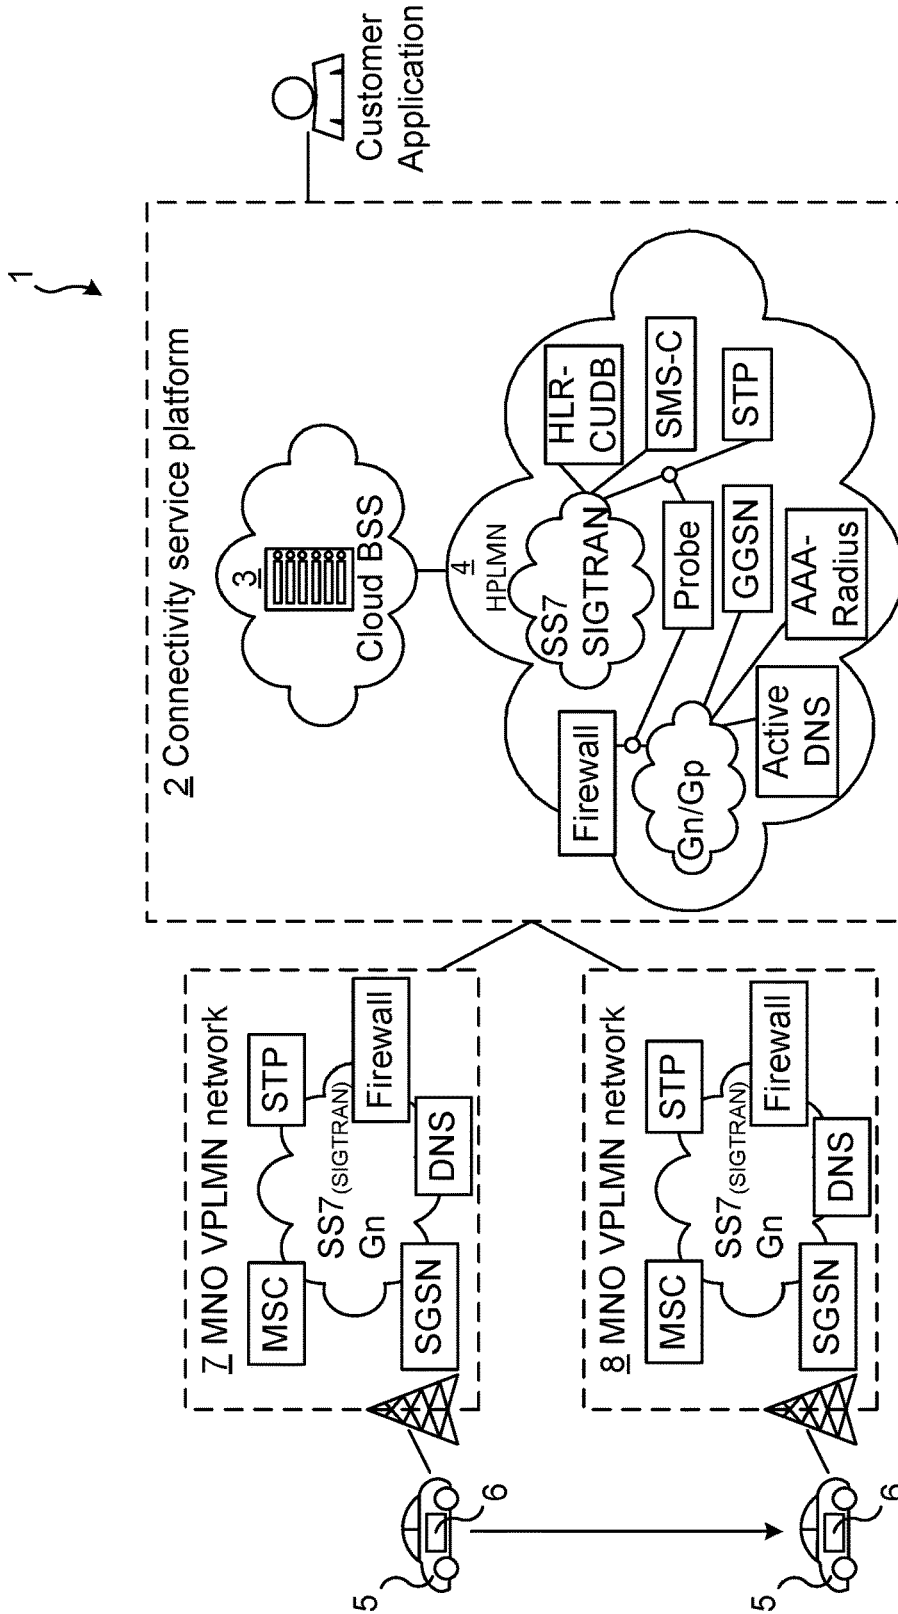 1
2 Connectivity service platform
3
Cloud BSS
4
HPLMN
SS7
SIGTRAN
HLR-
CUDB
SMS-C
STP
Probe
Firewall
Gn/Gp
GGSN
AAA-
Radius
Active
DNS
Customer
Application
7 MNO VPLMN network
MSC
STP
SS7(SIGTRAN)
Gn
Firewall
SGSN
DNS
8 MNO VPLMN network
MSC
STP
SS7(SIGTRAN)
Gn
Firewall
SGSN
DNS
5
6
5
6